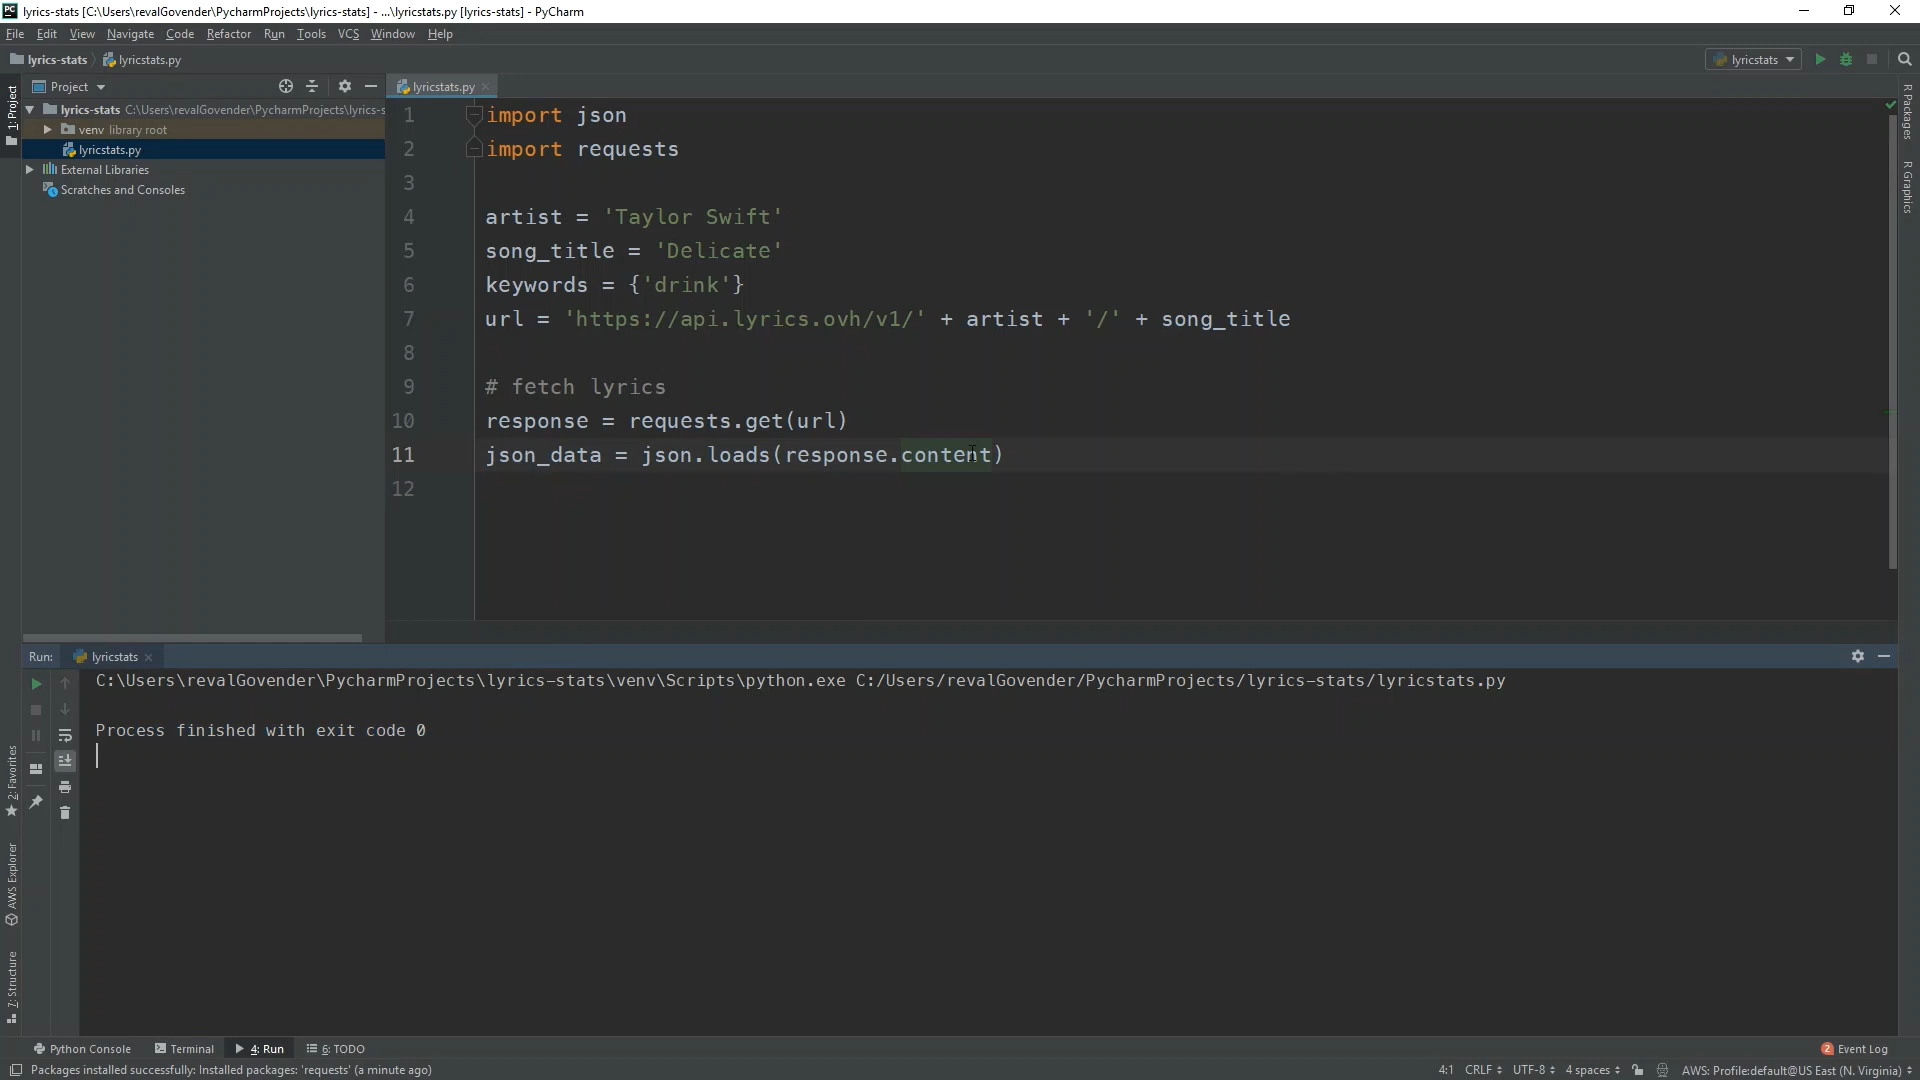 lyrics-stats [C:\Users\revalGovender\PycharmProjects\lyrics-stats] - ...\lyricstats.py [lyrics-stats] - PyCharm
File Edit View Navigate Code Refactor Run Tools VCS Window Help
lyrics-stats lyricstats.py lyricstats
Project lyricstats.py
lyrics-stats C:\Users\revalGovender\PycharmProjects\lyrics-s
venv library root
lyricstats.py
External Libraries
Scratches and Consoles
1: Project
1 import json
2 import requests
3
4 artist = 'Taylor Swift'
5 song_title = 'Delicate'
6 keywords = {'drink'}
7 url = 'https://api.lyrics.ovh/v1/' + artist + '/' + song_title
8
9 # fetch lyrics
10 response = requests.get(url)
11 json_data = json.loads(response.content)
12
R Packages
R Graphics
Run: lyricstats
C:\Users\revalGovender\PycharmProjects\lyrics-stats\venv\Scripts\python.exe C:/Users/revalGovender/PycharmProjects/lyrics-stats/lyricstats.py
Process finished with exit code 0
2: Favorites
AWS Explorer
7: Structure
Python Console Terminal 4: Run 6: TODO 2 Event Log
Packages installed successfully: Installed packages: 'requests' (a minute ago) 4:1 CRLF UTF-8 4 spaces AWS: Profile:default@US East (N. Virginia)